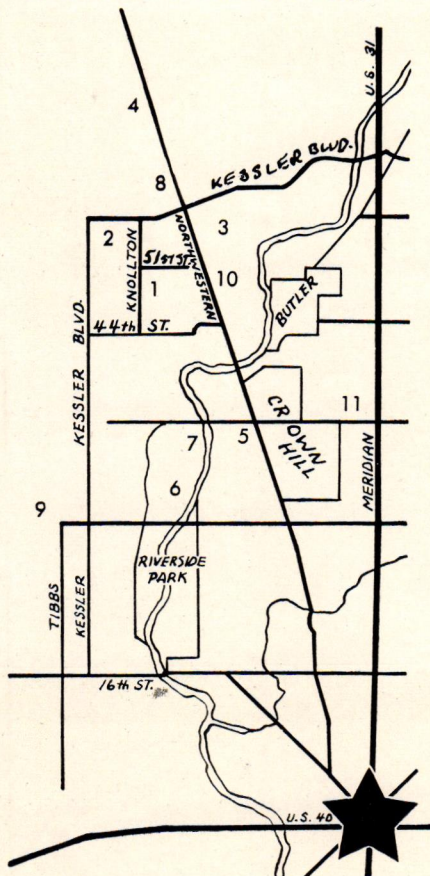 U.S. 31
4
8
KESSLER BLVD.
3
2
KNOLLTON
51ST ST.
NORTHWESTERN
1
10
BUTLER
44th ST.
KESSLER BLVD.
CROWN HILL
11
7
5
MERIDIAN
6
9
RIVERSIDE
PARK
TIBBS
KESSLER
16th ST.
U.S. 40